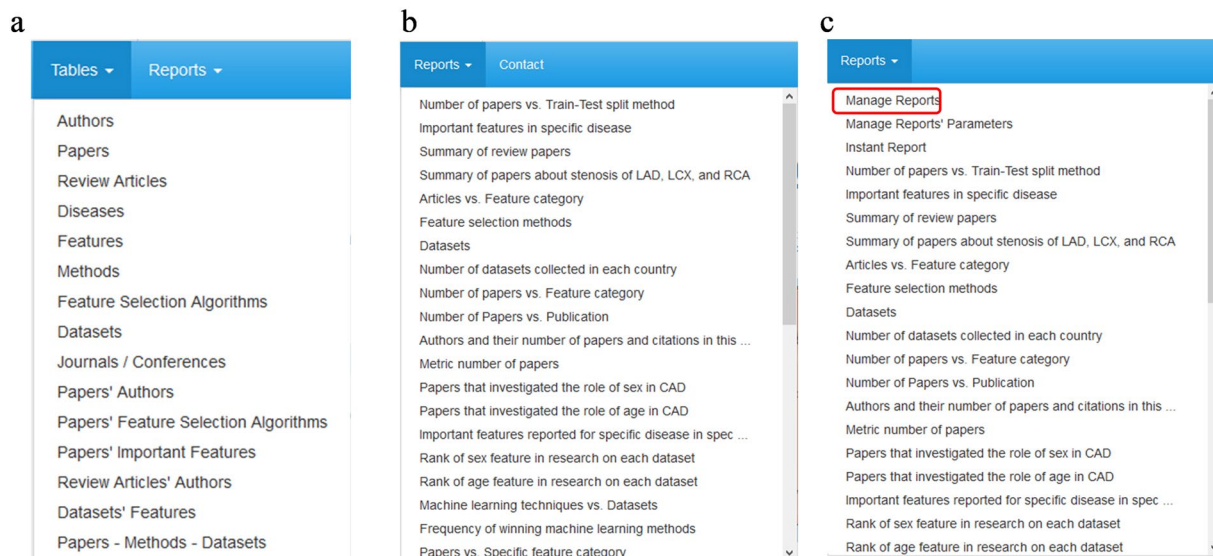 a
Tables
Reports
Authors
Papers
Review Articles
Diseases
Features
Methods
Feature Selection Algorithms
Datasets
Journals / Conferences
Papers' Authors
Papers' Feature Selection Algorithms
Papers' Important Features
Review Articles' Authors
Datasets' Features
Papers - Methods - Datasets
b
Reports
Contact
Number of papers vs. Train-Test split method
Important features in specific disease
Summary of review papers
Summary of papers about stenosis of LAD, LCX, and RCA
Articles vs. Feature category
Feature selection methods
Datasets
Number of datasets collected in each country
Number of papers vs. Feature category
Number of Papers vs. Publication
Authors and their number of papers and citations in this ...
Metric number of papers
Papers that investigated the role of sex in CAD
Papers that investigated the role of age in CAD
Important features reported for specific disease in spec ...
Rank of sex feature in research on each dataset
Rank of age feature in research on each dataset
Machine learning techniques vs. Datasets
Frequency of winning machine learning methods
Papers vs. Specific feature category
c
Reports
Manage Reports
Manage Reports' Parameters
Instant Report
Number of papers vs. Train-Test split method
Important features in specific disease
Summary of review papers
Summary of papers about stenosis of LAD, LCX, and RCA
Articles vs. Feature category
Feature selection methods
Datasets
Number of datasets collected in each country
Number of papers vs. Feature category
Number of Papers vs. Publication
Authors and their number of papers and citations in this ...
Metric number of papers
Papers that investigated the role of sex in CAD
Papers that investigated the role of age in CAD
Important features reported for specific disease in spec ...
Rank of sex feature in research on each dataset
Rank of age feature in research on each dataset